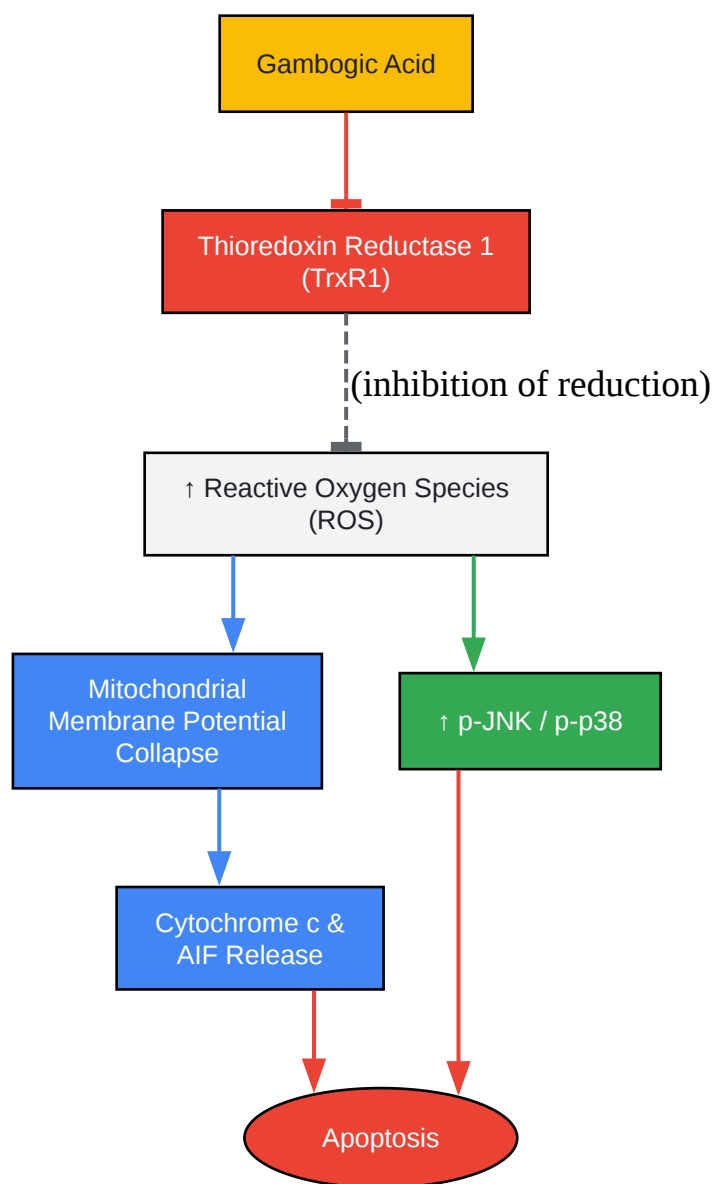 Gambogic Acid
Thioredoxin Reductase 1
(TrxR1)
(inhibition of reduction)
↑ Reactive Oxygen Species
(ROS)
Mitochondrial
Membrane Potential
Collapse
↑ p-JNK / p-p38
Cytochrome c &
AIF Release
Apoptosis